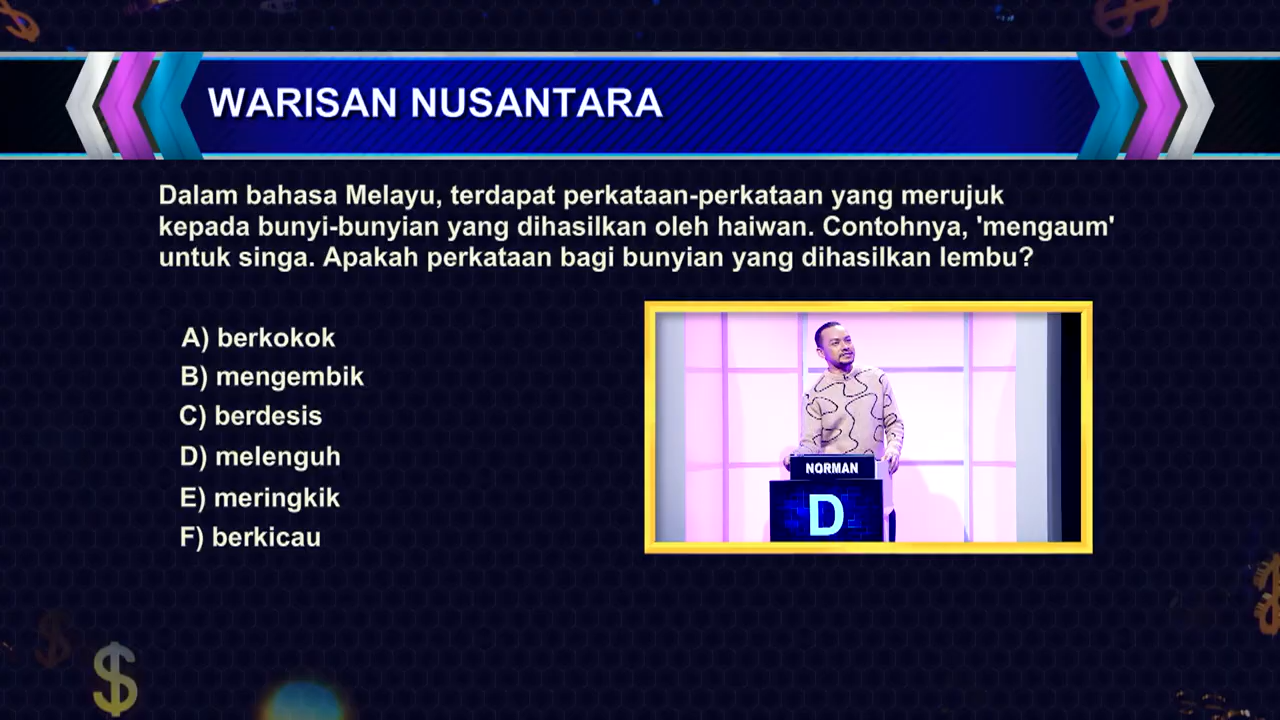 WARISAN NUSANTARA
Dalam bahasa Melayu, terdapat perkataan-perkataan yang merujuk
kepada bunyi-bunyian yang dihasilkan oleh haiwan. Contohnya, 'mengaum'
untuk singa. Apakah perkataan bagi bunyian yang dihasilkan lembu?
A) berkokok
B) mengembik
C) berdesis
D) melenguh
E) meringkik
F) berkicau
NORMAN
D